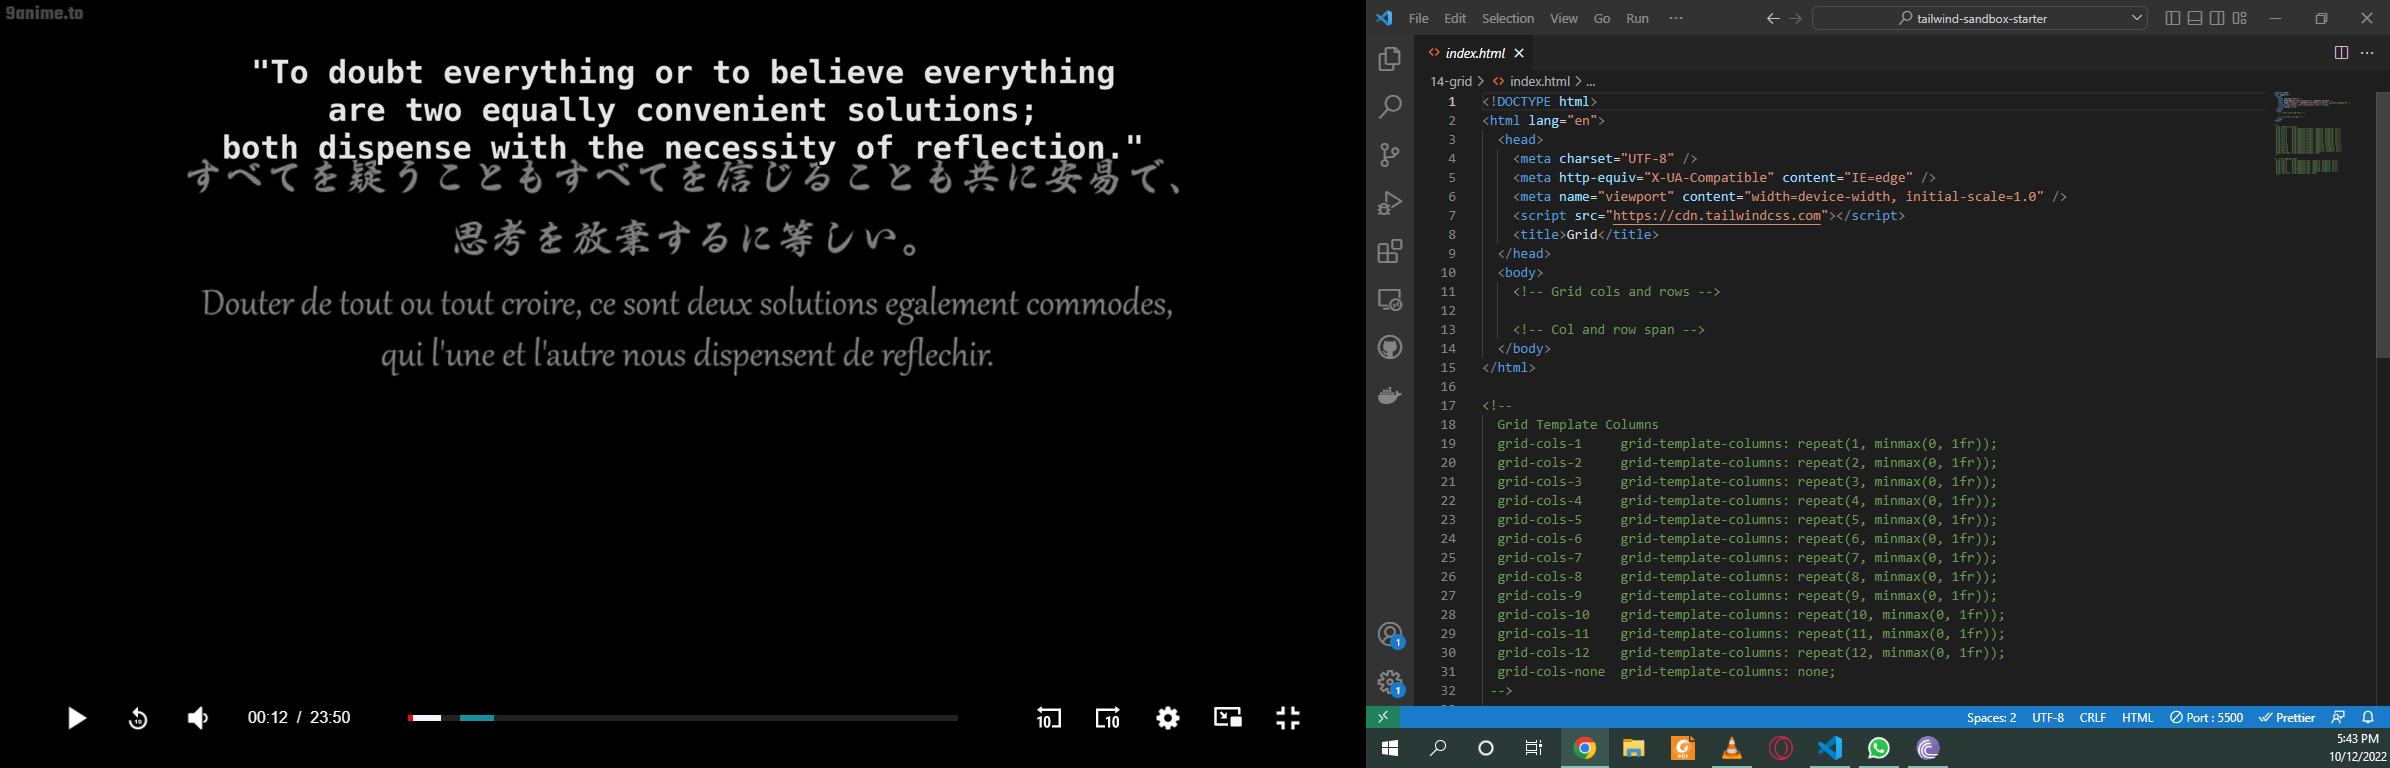 9anime.to
"To doubt everything or to believe everything
are two equally convenient solutions;
both dispense with the necessity of reflection."
すべてを疑うこともすべてを信じることも共に安易で、
思考を放棄するに等しい。
Douter de tout ou tout croire, ce sont deux solutions egalement commodes,
qui l'une et l'autre nous dispensent de reflechir.
10
00:12 / 23:50
10
10
File Edit Selection View Go Run ···
tailwind-sandbox-starter
index.html
14-grid > index.html > ...
1 <!DOCTYPE html>
2 <html lang="en">
3 <head>
4 <meta charset="UTF-8" />
5 <meta http-equiv="X-UA-Compatible" content="IE=edge" />
6 <meta name="viewport" content="width=device-width, initial-scale=1.0" />
7 <script src="https://cdn.tailwindcss.com"></script>
8 <title>Grid</title>
9 </head>
10 <body>
11 <!-- Grid cols and rows -->
12
13 <!-- Col and row span -->
14 </body>
15 </html>
16
17 <!--
18 Grid Template Columns
19 grid-cols-1 grid-template-columns: repeat(1, minmax(0, 1fr));
20 grid-cols-2 grid-template-columns: repeat(2, minmax(0, 1fr));
21 grid-cols-3 grid-template-columns: repeat(3, minmax(0, 1fr));
22 grid-cols-4 grid-template-columns: repeat(4, minmax(0, 1fr));
23 grid-cols-5 grid-template-columns: repeat(5, minmax(0, 1fr));
24 grid-cols-6 grid-template-columns: repeat(6, minmax(0, 1fr));
25 grid-cols-7 grid-template-columns: repeat(7, minmax(0, 1fr));
26 grid-cols-8 grid-template-columns: repeat(8, minmax(0, 1fr));
27 grid-cols-9 grid-template-columns: repeat(9, minmax(0, 1fr));
28 grid-cols-10 grid-template-columns: repeat(10, minmax(0, 1fr));
29 grid-cols-11 grid-template-columns: repeat(11, minmax(0, 1fr));
30 grid-cols-12 grid-template-columns: repeat(12, minmax(0, 1fr));
31 grid-cols-none grid-template-columns: none;
32 -->
1
1
Spaces: 2 UTF-8 CRLF HTML Port : 5500 Prettier
PDF
5:43 PM
10/12/2022